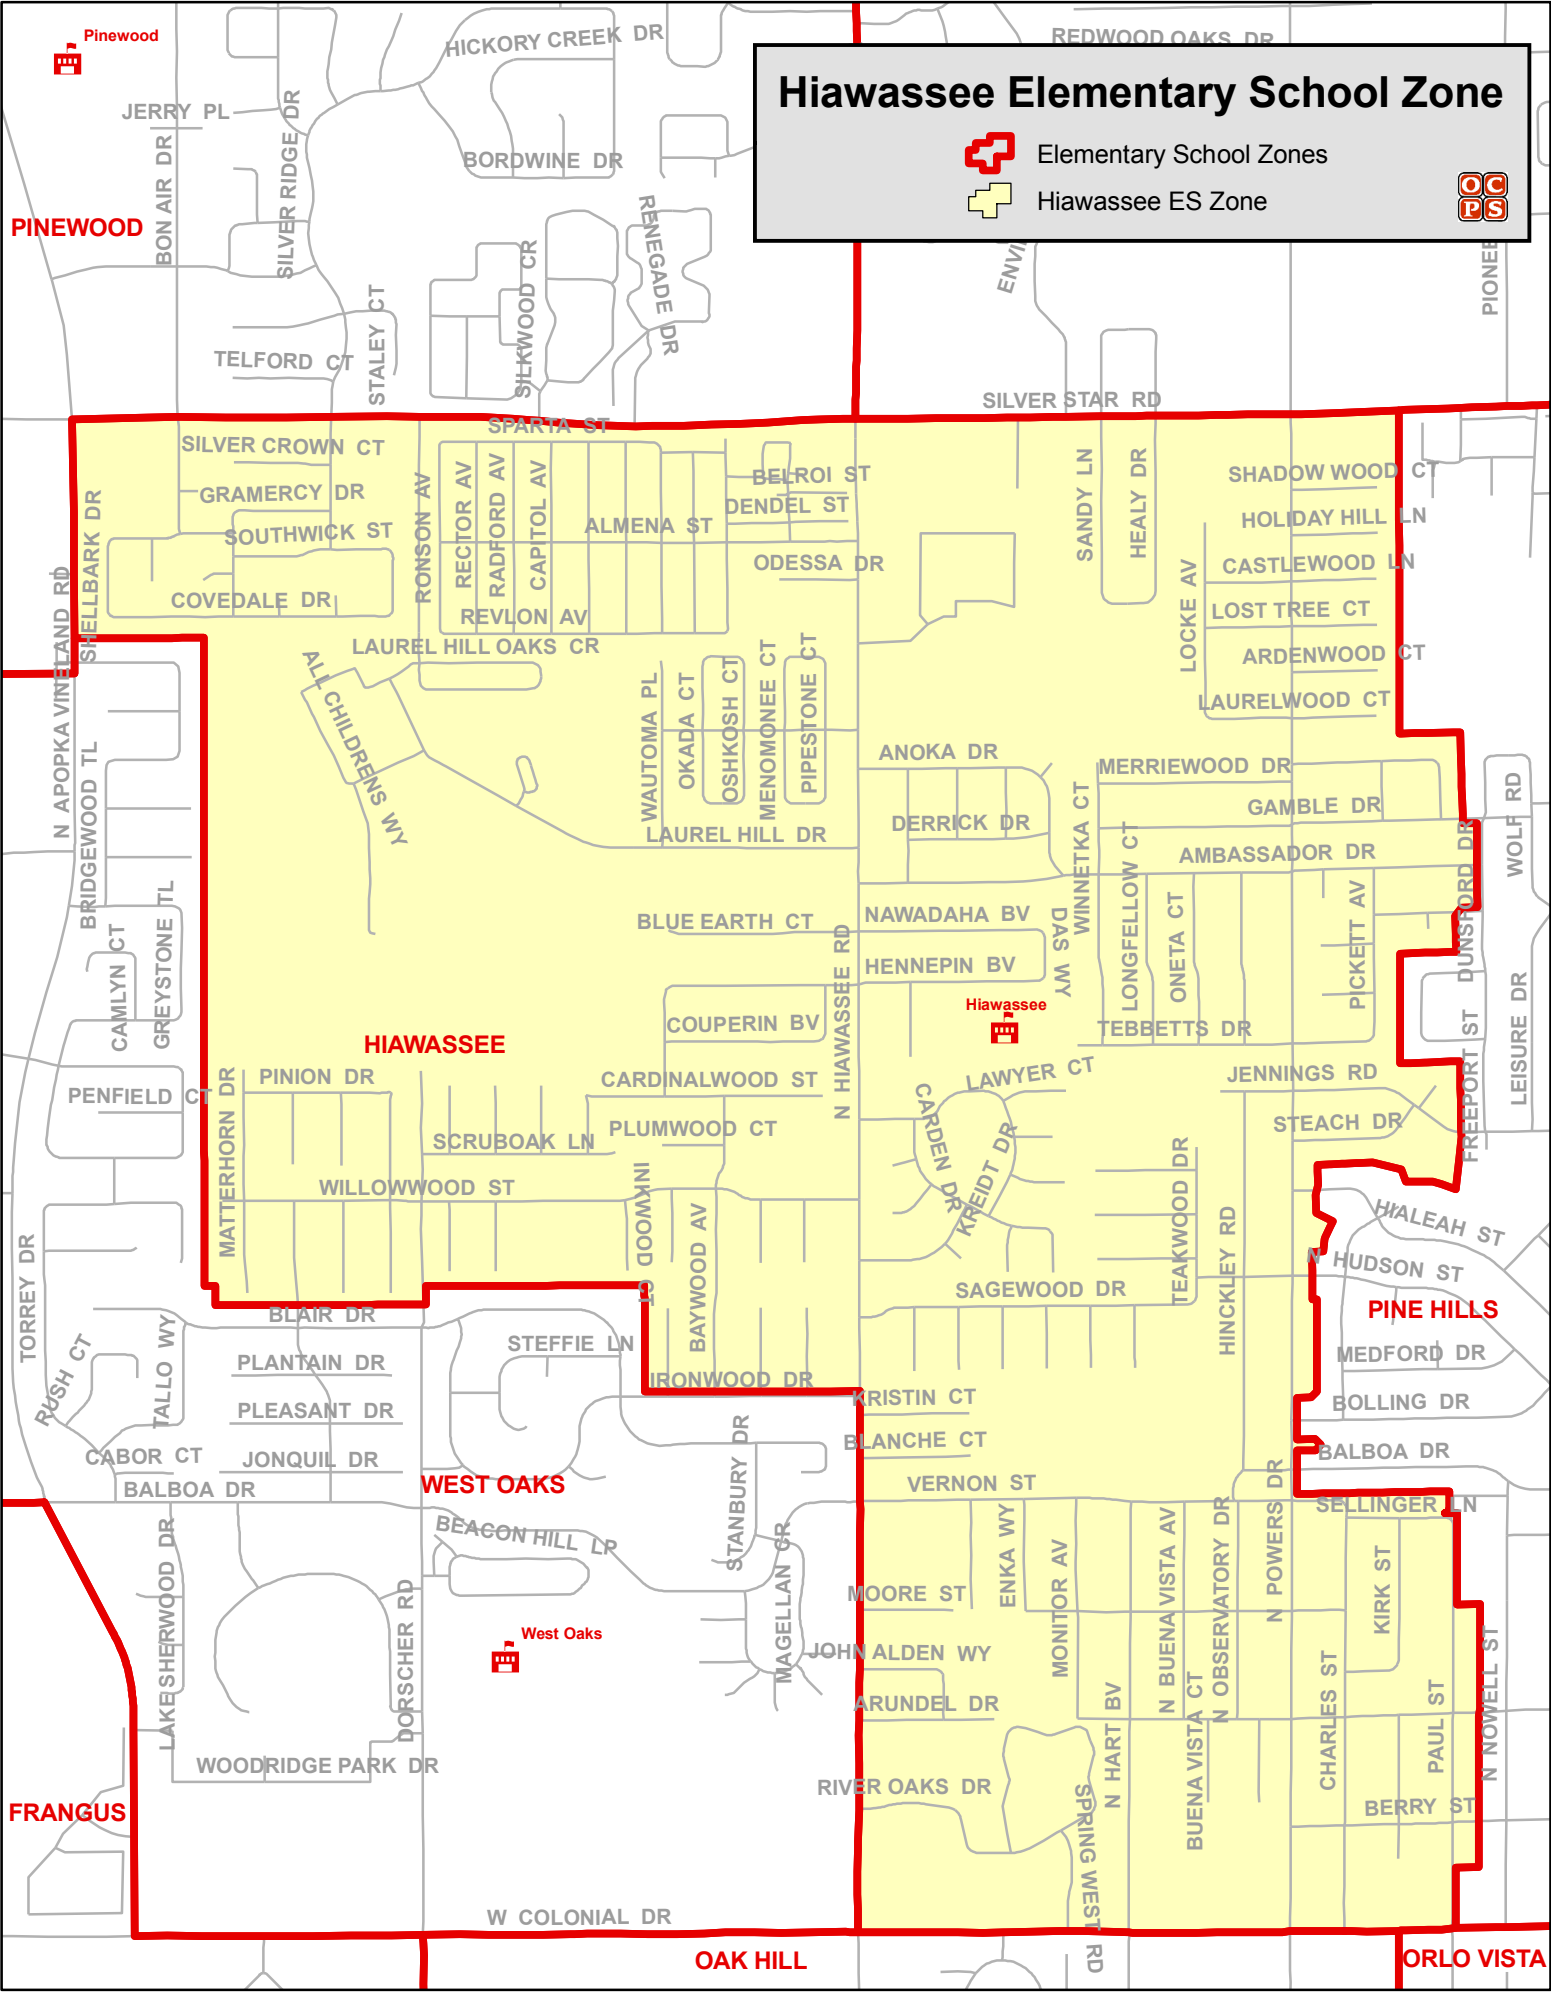 Pinewood
HICKORY CREEK DR
REDWOOD OAKS DR
Hiawassee Elementary School Zone
Elementary School Zones
Hiawassee ES Zone
OC
PS
JERRY PL
BON AIR DR
SILVER RIDGE DR
BORDWINE DR
PINEWOOD
RENEGADE DR
SILKWOOD CR
STALEY CT
TELFORD CT
SILVER STAR RD
SPARTA ST
SILVER CROWN CT
GRAMERCY DR
SOUTHWICK ST
COVEDALE DR
SHELLBARK DR
RONSON AV
RECTOR AV
RADFORD AV
CAPITOL AV
ALMENA ST
REVLON AV
BELROI ST
DENDEL ST
ODESSA DR
SANDY LN
HEALY DR
SHADOW WOOD CT
HOLIDAY HILL LN
CASTLEWOOD LN
LOCKE AV
LOST TREE CT
ARDENWOOD CT
LAURELWOOD CT
N APOPKA VINELAND RD
LAUREL HILL OAKS CR
ALL CHILDRENS WY
WAUTOMA PL
OKADA CT
OSHKOSH CT
MENOMONEE CT
PIPESTONE CT
LAUREL HILL DR
ANOKA DR
MERRIEWOOD DR
GAMBLE DR
DERRICK DR
AMBASSADOR DR
WINNETKA CT
LONGFELLOW CT
ONETA CT
PICKETT AV
DUNSFORD DR
WOLF RD
BRIDGEWOOD TL
GREYSTONE TL
CAMLYN CT
BLUE EARTH CT
NAWADAHA BV
DAS WY
HENNEPIN BV
N HIAWASSEE RD
Hiawassee
COUPERIN BV
TEBBETTS DR
HIAWASSEE
FREEPORT ST
LEISURE DR
PENFIELD CT
MATTERHORN DR
PINION DR
CARDINALWOOD ST
LAWYER CT
JENNINGS RD
STEACH DR
SCRUBOAK LN
PLUMWOOD CT
CARDEN DR
KREIDT DR
TEAKWOOD DR
WILLOWWOOD ST
INKWOOD CT
BAYWOOD AV
HINCKLEY RD
HIALEAH ST
N HUDSON ST
SAGEWOOD DR
PINE HILLS
TORREY DR
BLAIR DR
STEFFIE LN
MEDFORD DR
RUSH CT
TALLO WY
PLANTAIN DR
IRONWOOD DR
KRISTIN CT
BOLLING DR
PLEASANT DR
STANBURY DR
BLANCHE CT
BALBOA DR
CABOR CT
JONQUIL DR
WEST OAKS
VERNON ST
BALBOA DR
SELLINGER LN
BEACON HILL LP
MAGELLAN CR
ENKA WY
MONITOR AV
N BUENA VISTA AV
N OBSERVATORY DR
N POWERS DR
KIRK ST
LAKE SHERWOOD DR
DORSCHER RD
West Oaks
MOORE ST
JOHN ALDEN WY
ARUNDEL DR
N HART BV
BUENA VISTA CT
CHARLES ST
PAUL ST
N NOWELL ST
WOODRIDGE PARK DR
RIVER OAKS DR
SPRING WEST RD
BERRY ST
FRANGUS
W COLONIAL DR
OAK HILL
ORLO VISTA